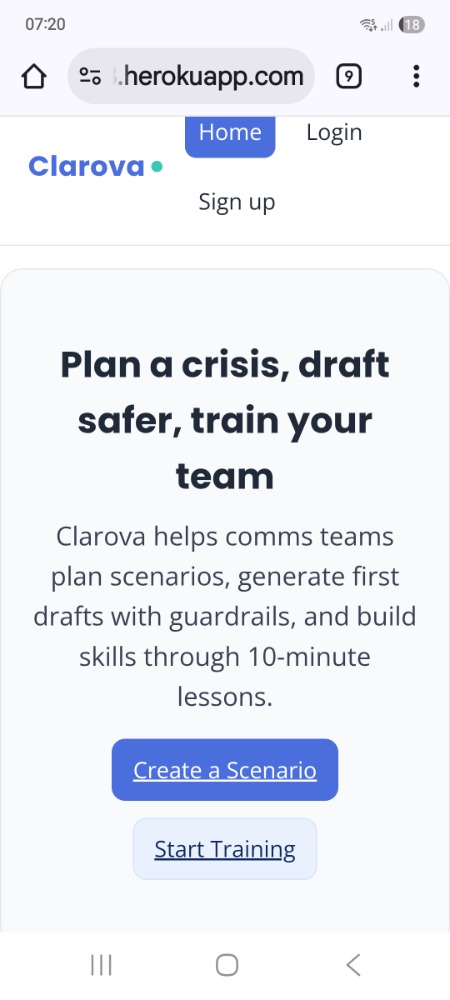 07:20
18
.herokuapp.com
9
Home
Login
Clarova
Sign up
Plan a crisis, draft
safer, train your
team
Clarova helps comms teams
plan scenarios, generate first
drafts with guardrails, and build
skills through 10-minute
lessons.
Create a Scenario
Start Training